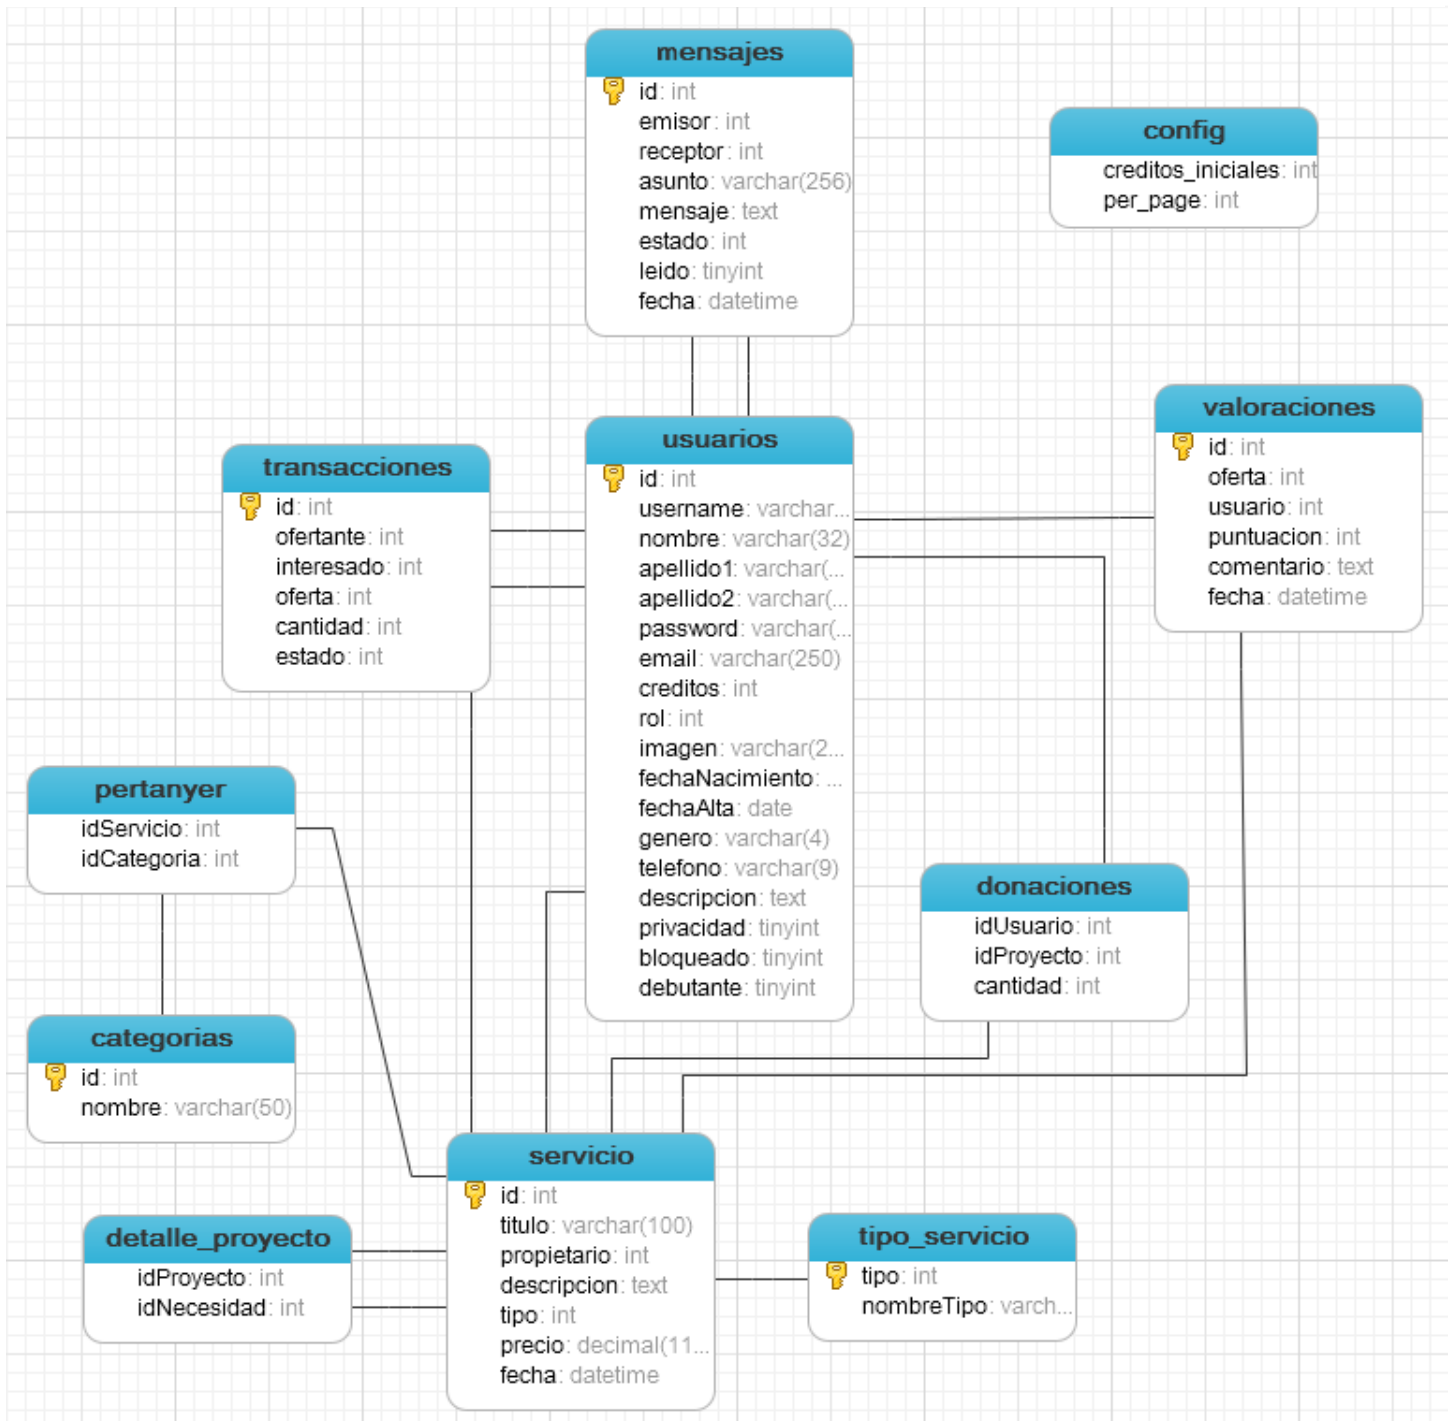 mensajes
id: int
emisor: int
receptor: int
asunto: varchar(256)
mensaje: text
estado: int
leido: tinyint
fecha: datetime
config
creditos_iniciales: int
per_page: int
valoraciones
id: int
oferta: int
usuario: int
puntuacion: int
comentario: text
fecha: datetime
usuarios
id: int
username: varchar...
nombre: varchar(32)
apellido1: varchar(...
apellido2: varchar(...
password: varchar(...
email: varchar(250)
creditos: int
rol: int
imagen: varchar(2...
fechaNacimiento: ...
fechaAlta: date
genero: varchar(4)
telefono: varchar(9)
descripcion: text
privacidad: tinyint
bloqueado: tinyint
debutante: tinyint
transacciones
id: int
ofertante: int
interesado: int
oferta: int
cantidad: int
estado: int
pertanyer
idServicio: int
idCategoria: int
donaciones
idUsuario: int
idProyecto: int
cantidad: int
categorias
id: int
nombre: varchar(50)
servicio
id: int
titulo: varchar(100)
propietario: int
descripcion: text
tipo: int
precio: decimal(11...
fecha: datetime
detalle_proyecto
idProyecto: int
idNecesidad: int
tipo_servicio
tipo: int
nombreTipo: varch...